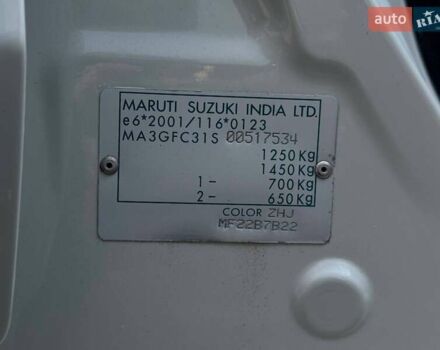 auto RIA
MARUTI SUZUKI INDIA LTD.
e6*2001/116*0123
MA3GFC31S 00517534
1250Kg
1450Kg
1- 700Kg
2- 650Kg
COLOR ZHJ
MF22B7B22